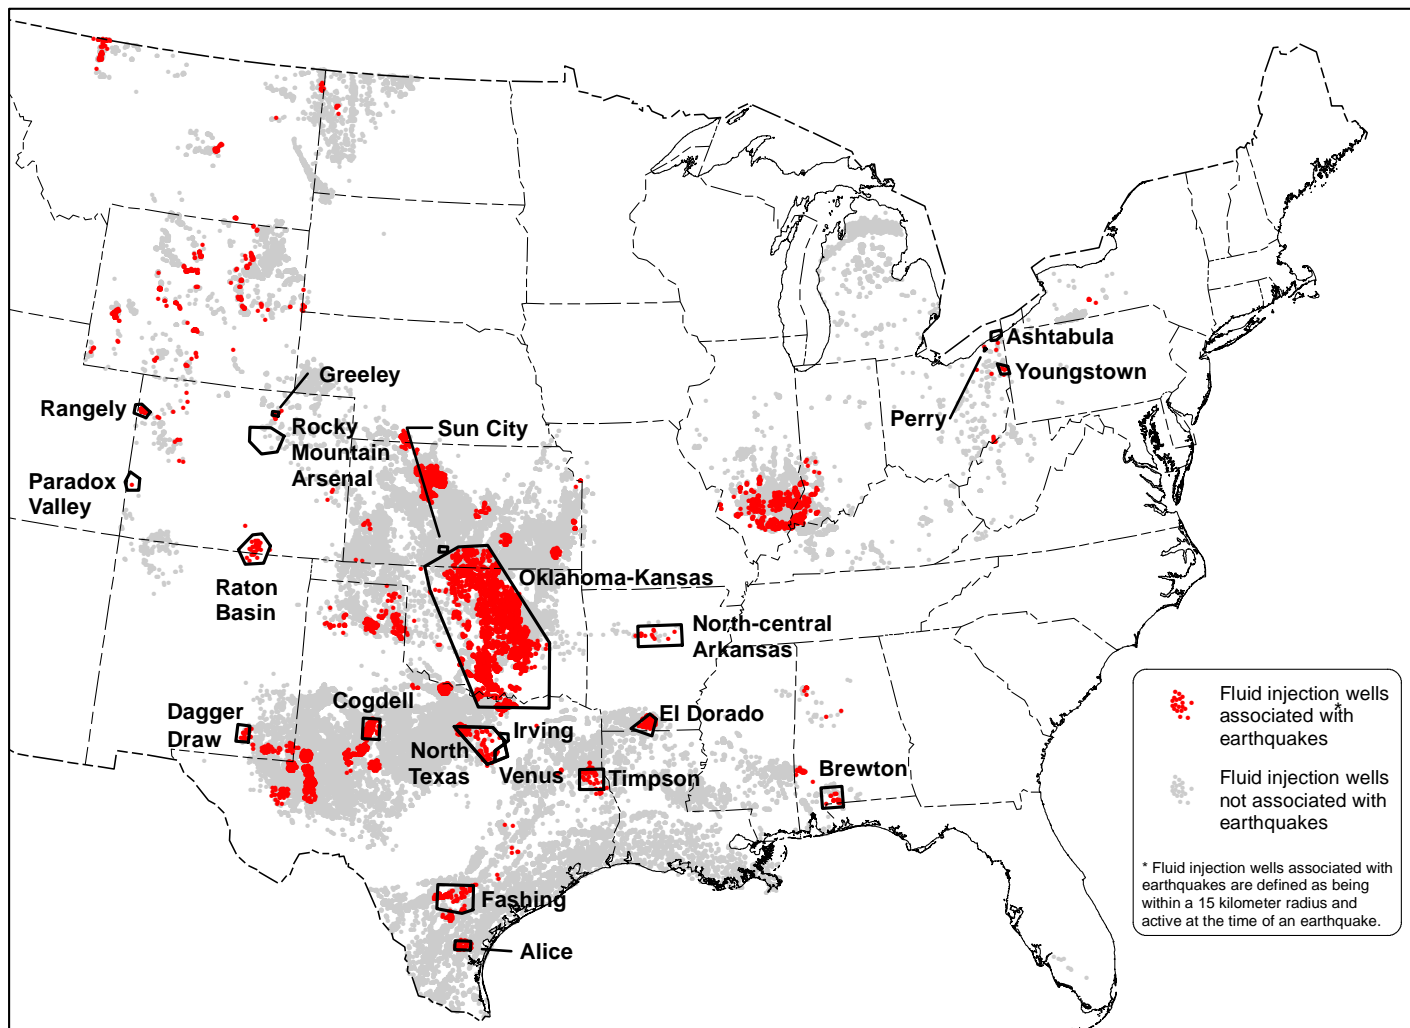 Ashtabula
Youngstown
Perry
Greeley
Rangely
Rocky
Mountain
Arsenal
Sun City
Paradox
Valley
Raton
Basin
Oklahoma-Kansas
North-central
Arkansas
Dagger
Draw
Cogdell
Irving
North
Texas
Venus
El Dorado
Timpson
Brewton
Fashing
Alice
Fluid injection wells
associated with*
earthquakes
Fluid injection wells
not associated with
earthquakes
* Fluid injection wells associated with
earthquakes are defined as being
within a 15 kilometer radius and
active at the time of an earthquake.